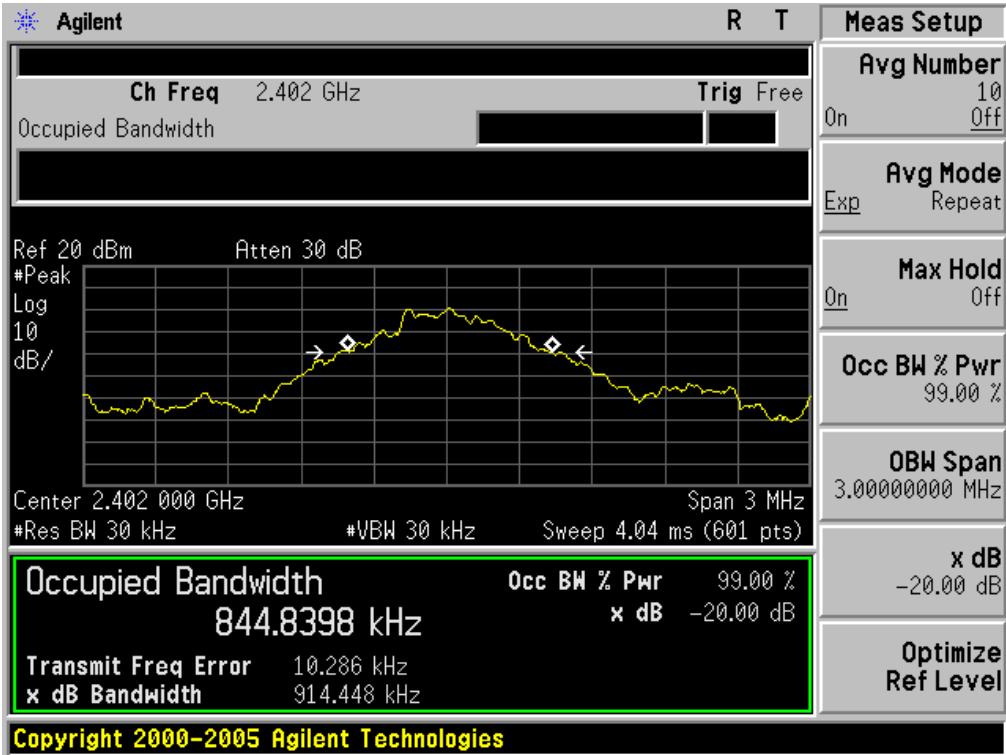 Agilent R T
Meas Setup
Ch Freq 2.402 GHz Trig Free
Occupied Bandwidth
Ref 20 dBm Atten 30 dB
#Peak
Log
10
dB/
Center 2.402 000 GHz Span 3 MHz
#Res BW 30 kHz #VBW 30 kHz Sweep 4.04 ms (601 pts)
Occupied Bandwidth Occ BW % Pwr 99.00 %
844.8398 kHz x dB -20.00 dB
Transmit Freq Error 10.286 kHz
x dB Bandwidth 914.448 kHz
Avg Number
10
On Off
Avg Mode
Exp Repeat
Max Hold
On Off
Occ BW % Pwr
99.00 %
OBW Span
3.00000000 MHz
x dB
-20.00 dB
Optimize
Ref Level
Copyright 2000-2005 Agilent Technologies